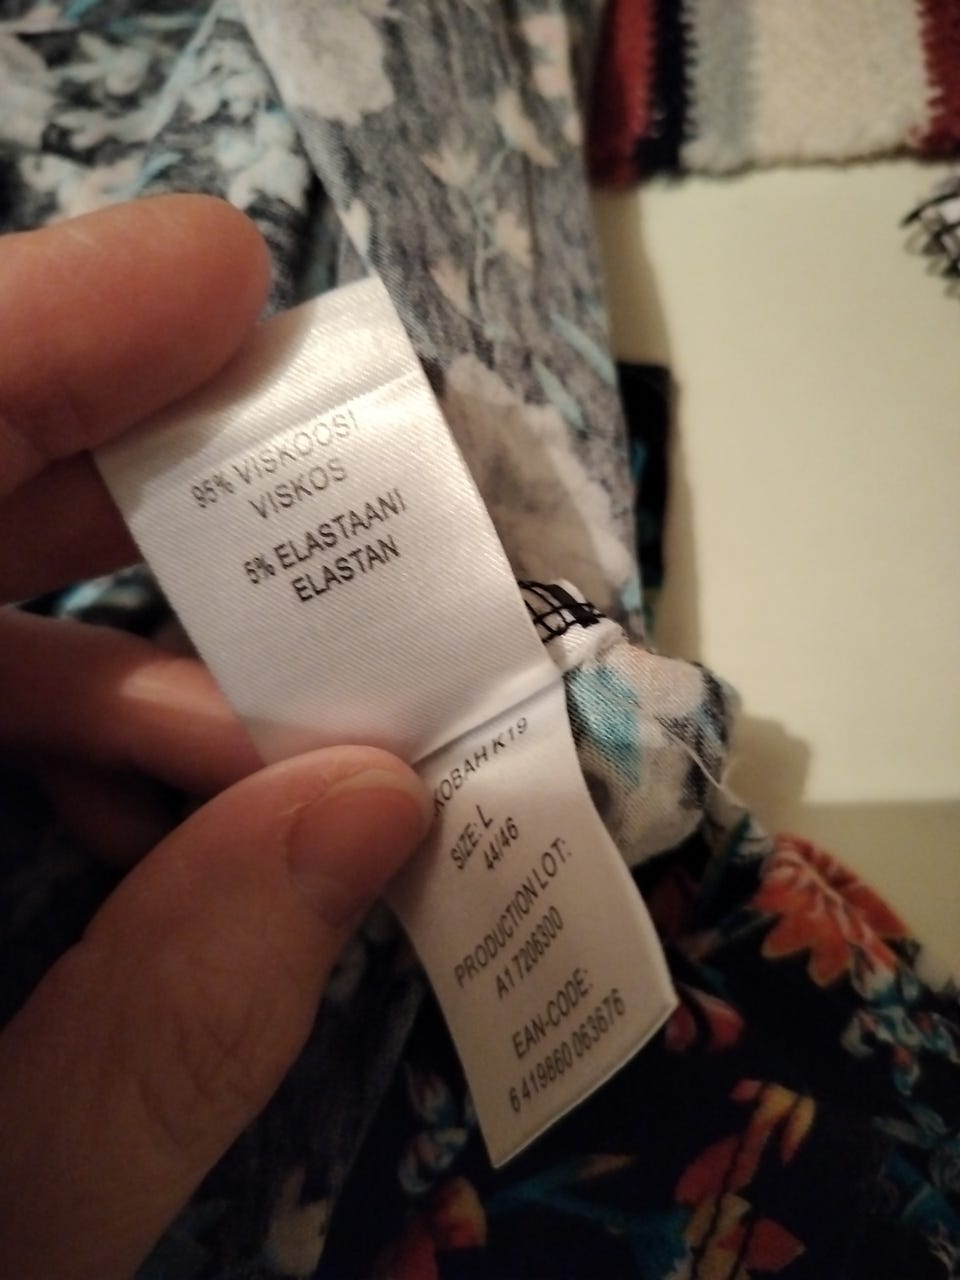 95% VISKOOSI
VISKOS
5% ELASTAANI
ELASTAN
KOBAH K19
SIZE: L
44/46
PRODUCTION LOT:
A1 7206300
EAN-CODE:
6 419860 063676